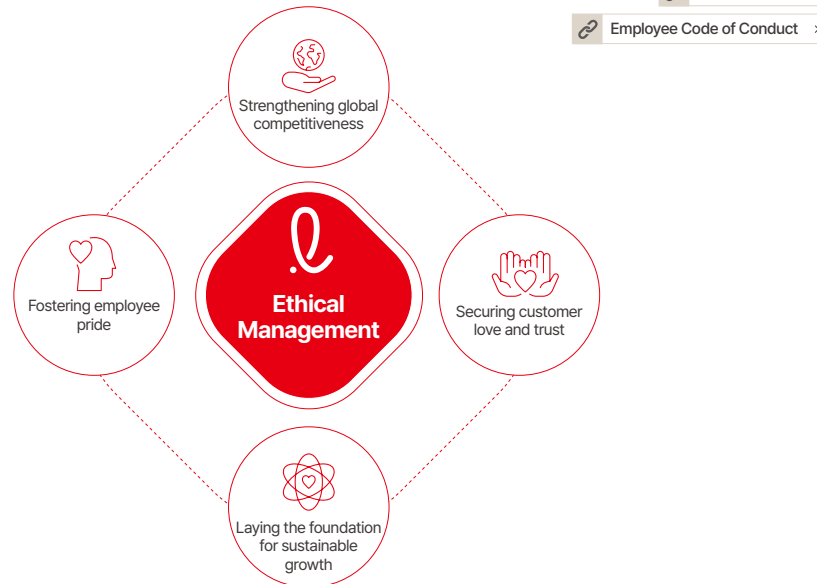 Employee Code of Conduct
Strengthening global
competitiveness
Fostering employee
pride
Ethical
Management
Securing customer
love and trust
Laying the foundation
for sustainable
growth